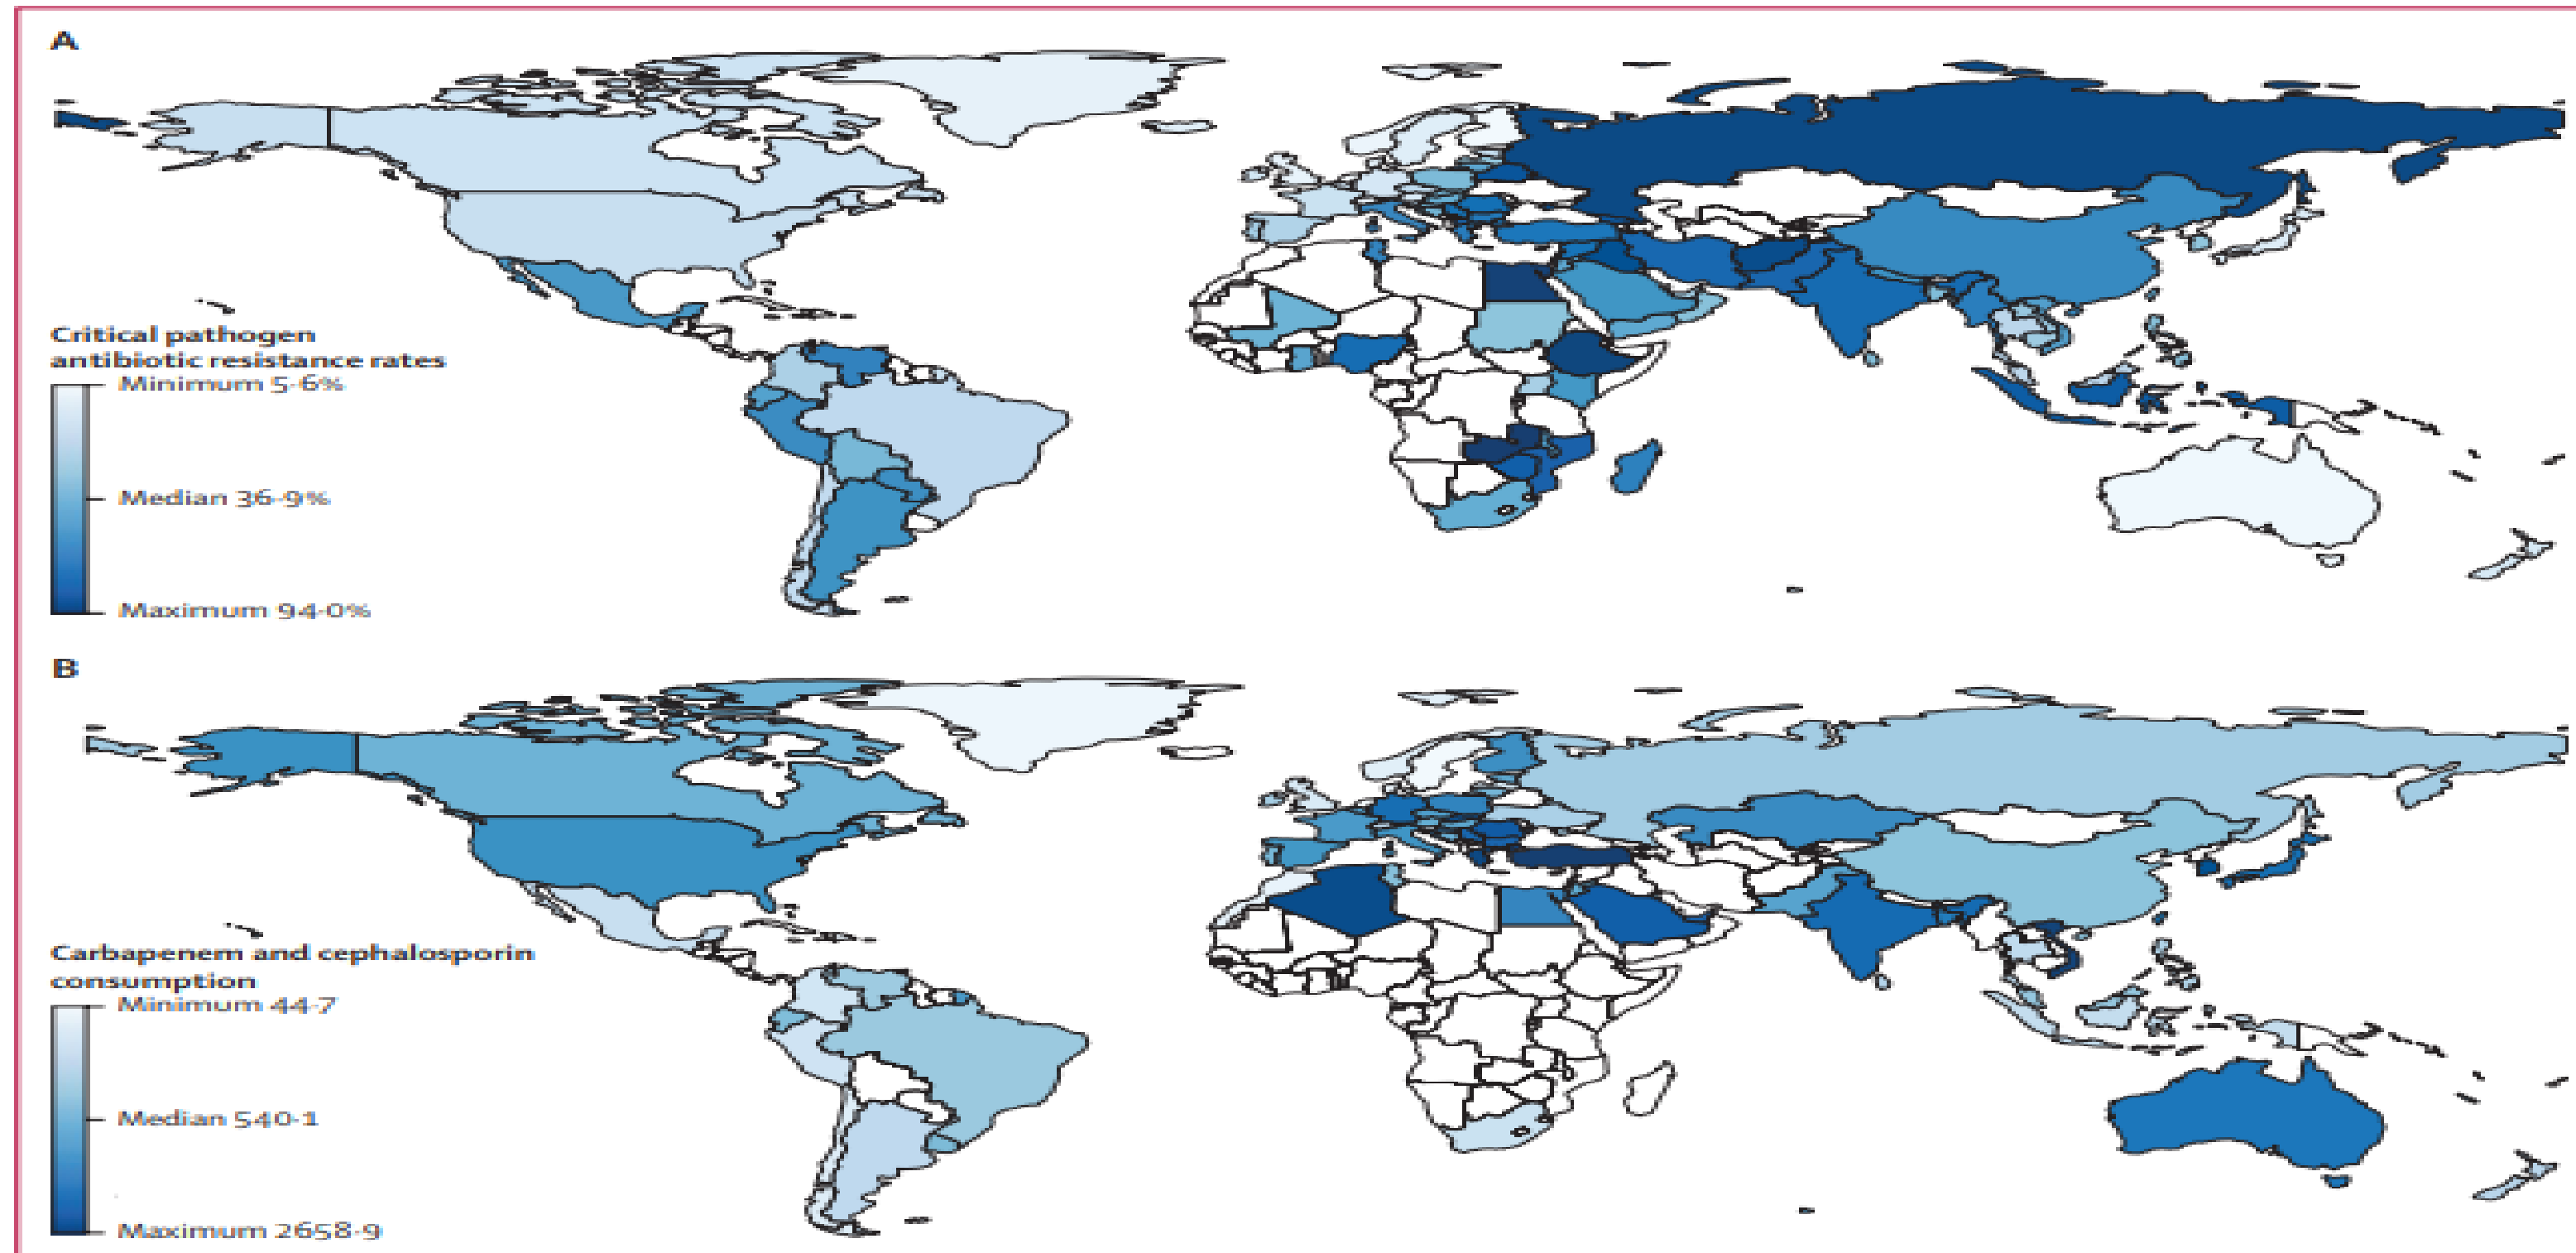 A
Critical pathogen
antibiotic resistance rates
Minimum 5·6%
Median 36·9%
Maximum 94·0%
B
Carbapenem and cephalosporin
consumption
Minimum 44·7
Median 540·1
Maximum 2658·9